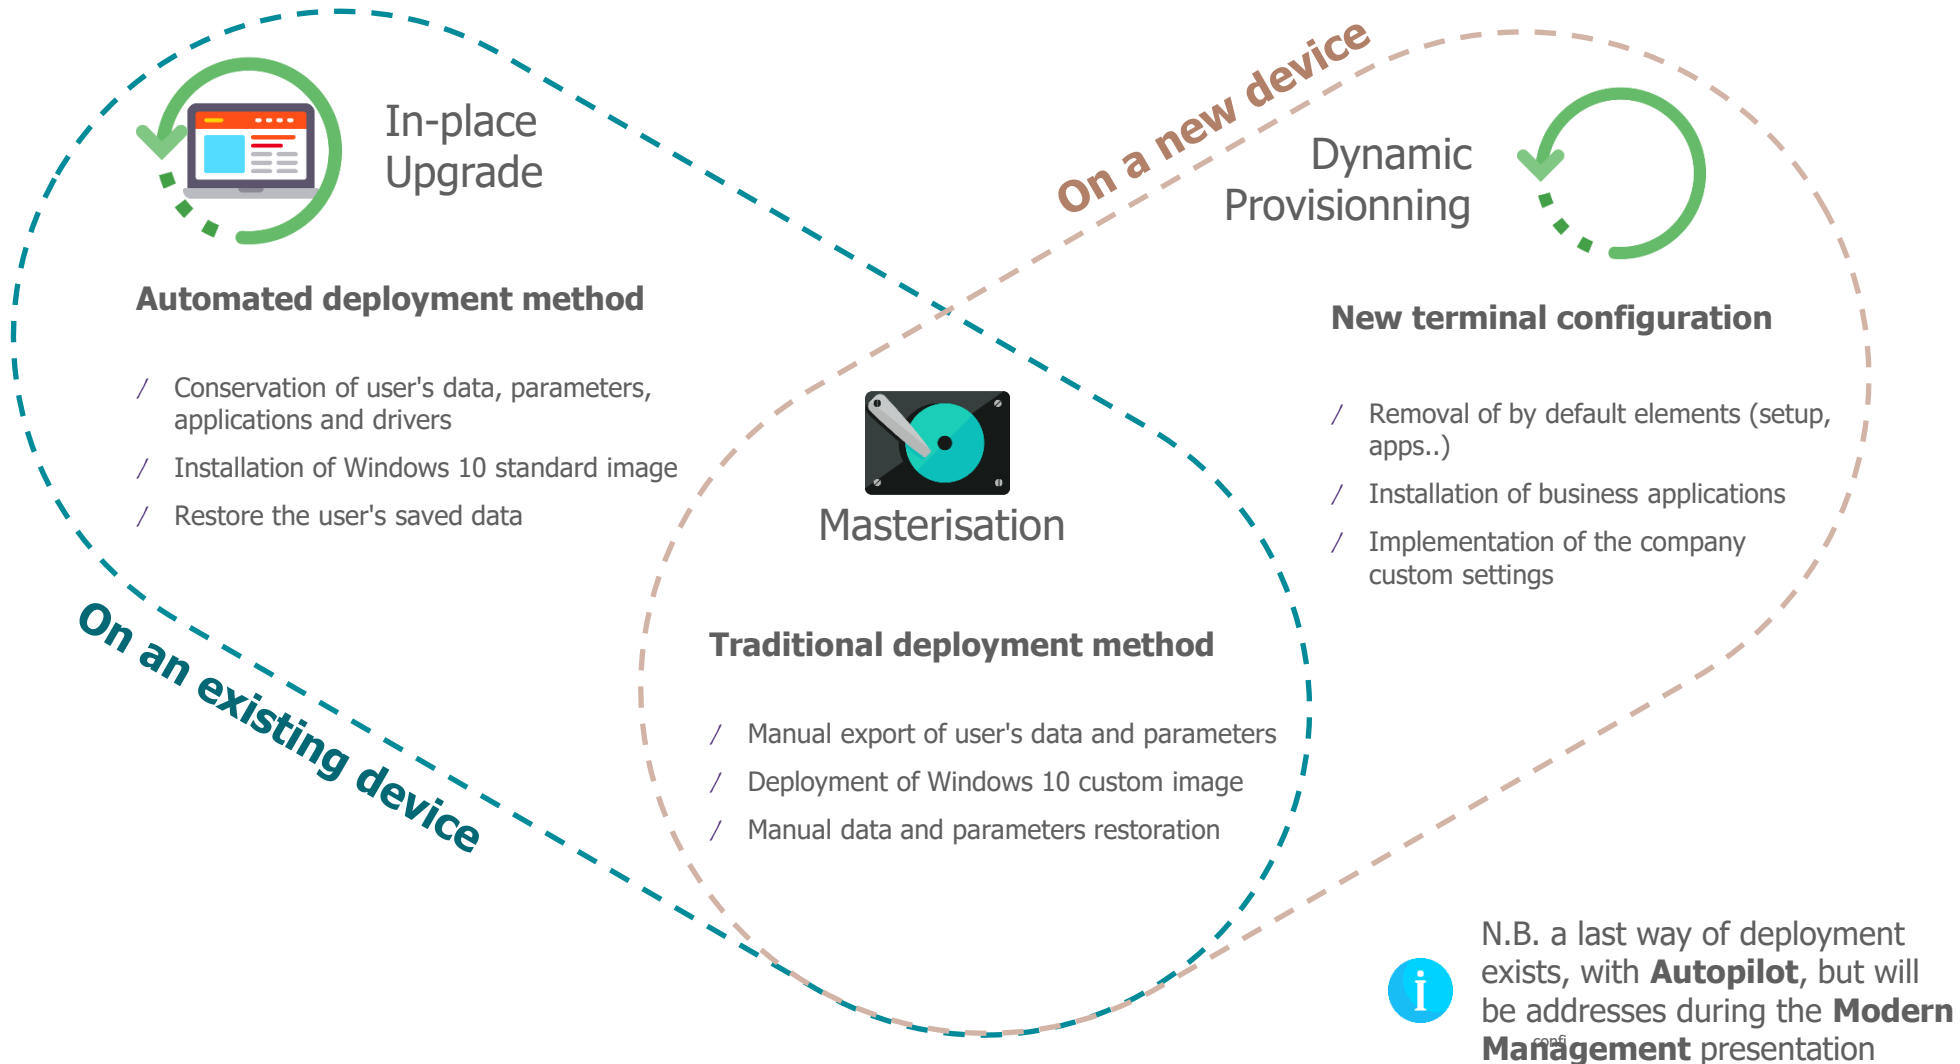 In-place
Upgrade
Automated deployment method
/ Conservation of user's data, parameters,
applications and drivers
/ Installation of Windows 10 standard image
/ Restore the user's saved data
On an existing device
Masterisation
Traditional deployment method
/ Manual export of user's data and parameters
/ Deployment of Windows 10 custom image
/ Manual data and parameters restoration
On a new device
Dynamic
Provisionning
New terminal configuration
/ Removal of by default elements (setup,
apps..)
/ Installation of business applications
/ Implementation of the company
custom settings
i
N.B. a last way of deployment
exists, with Autopilot, but will
be addresses during the Modern
Management presentation
confi